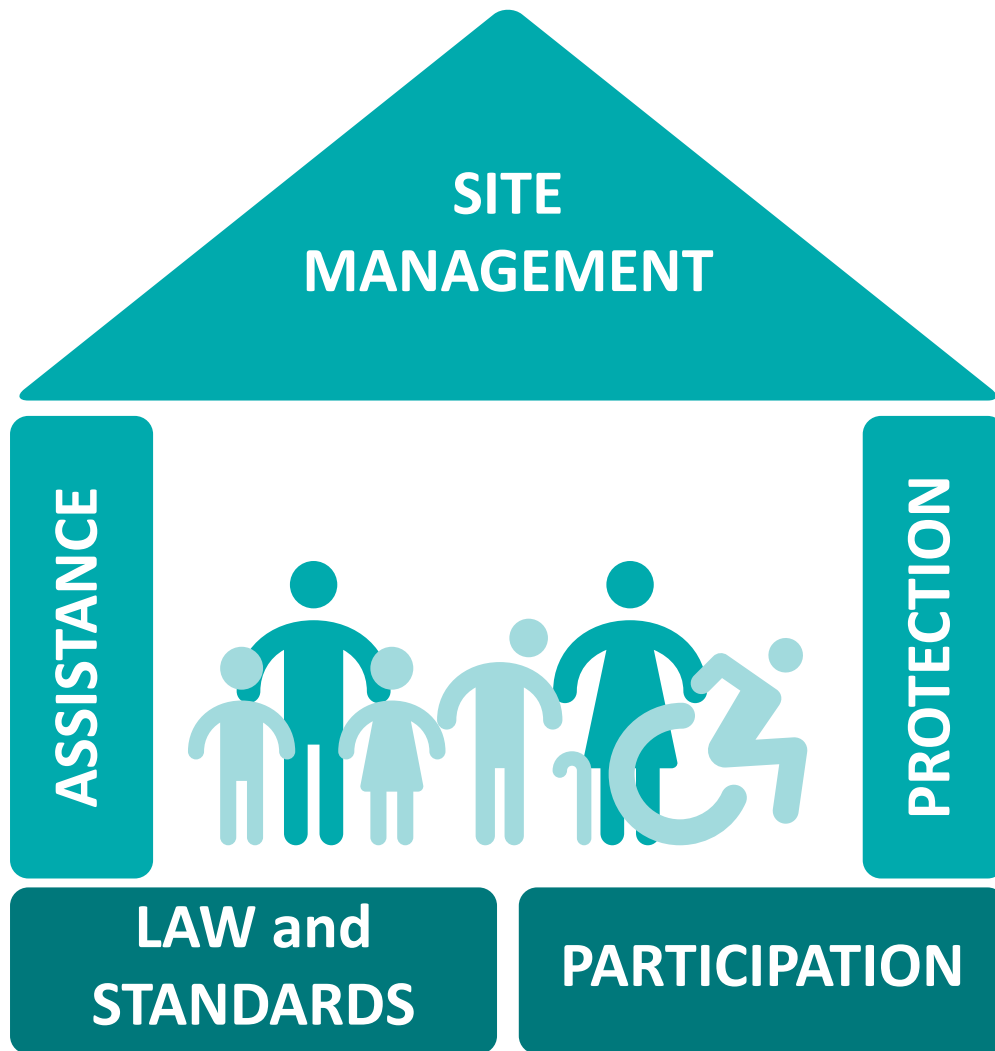 SITE
MANAGEMENT
ASSISTANCE
PROTECTION
LAW and
STANDARDS
PARTICIPATION